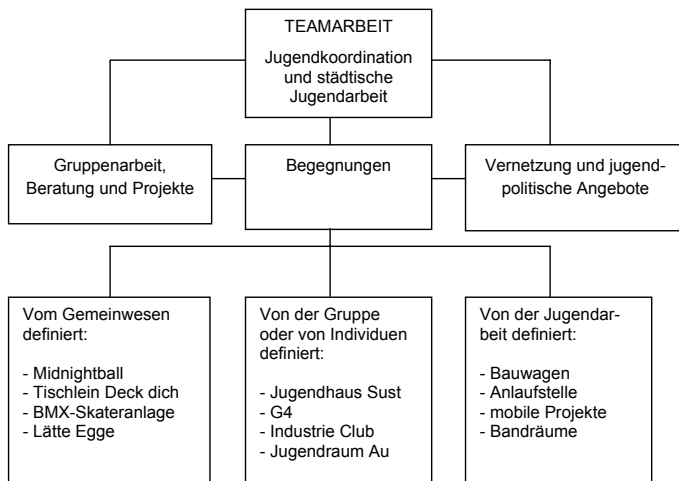 TEAMARBEIT
Jugendkoordination
und städtische
Jugendarbeit
Gruppenarbeit,
Beratung und Projekte
Begegnungen
Vernetzung und jugend-
politische Angebote
Vom Gemeinwesen
definiert:
- Midnightball
- Tischlein Deck dich
- BMX-Skateranlage
- Lätte Egge
Von der Gruppe
oder von Individuen
definiert:
- Jugendhaus Sust
- G4
- Industrie Club
- Jugendraum Au
Von der Jugendar-
beit definiert:
- Bauwagen
- Anlaufstelle
- mobile Projekte
- Bandräume